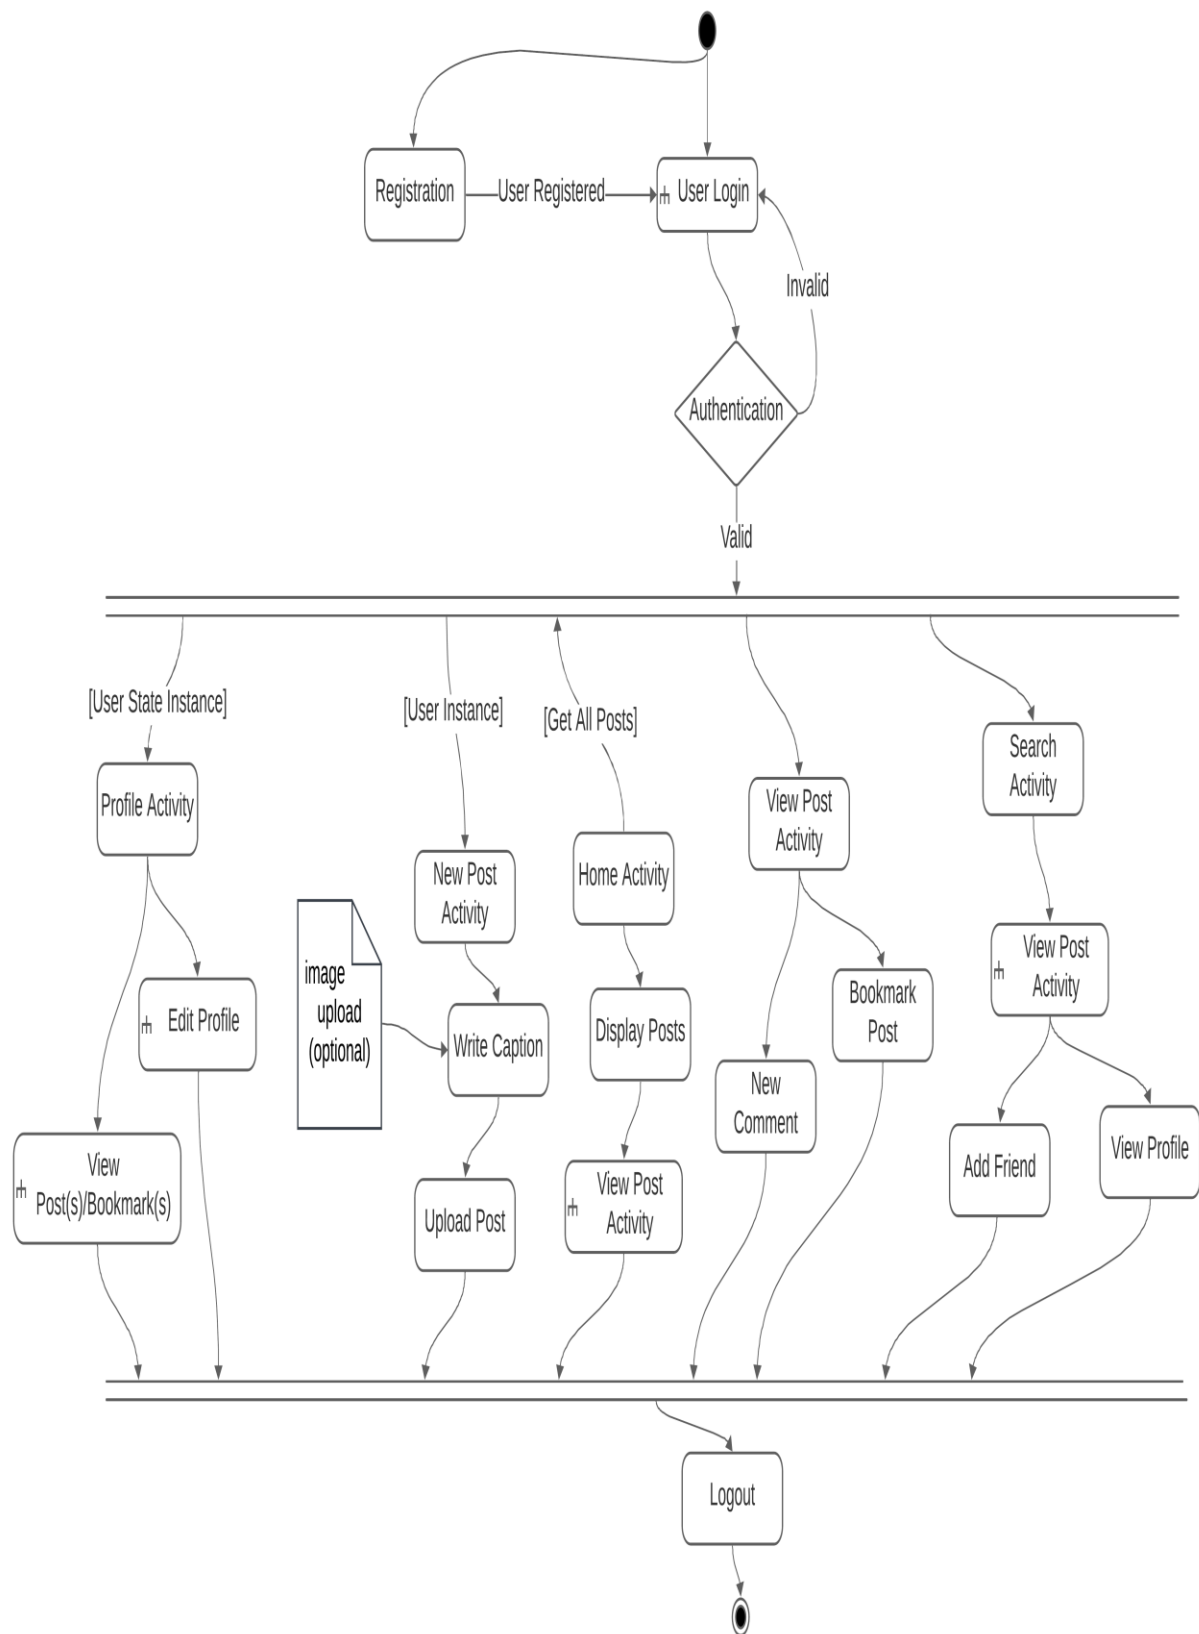 Registration
User Registered
User Login
Invalid
Authentication
Valid
[User State Instance]
[User Instance]
[Get All Posts]
Search
Activity
Profile Activity
View Post
Activity
New Post
Activity
Home Activity
image
upload
(optional)
Edit Profile
Write Caption
Display Posts
Bookmark
Post
View Post
Activity
New
Comment
View
Post(s)/Bookmark(s)
Upload Post
View Post
Activity
Add Friend
View Profile
Logout